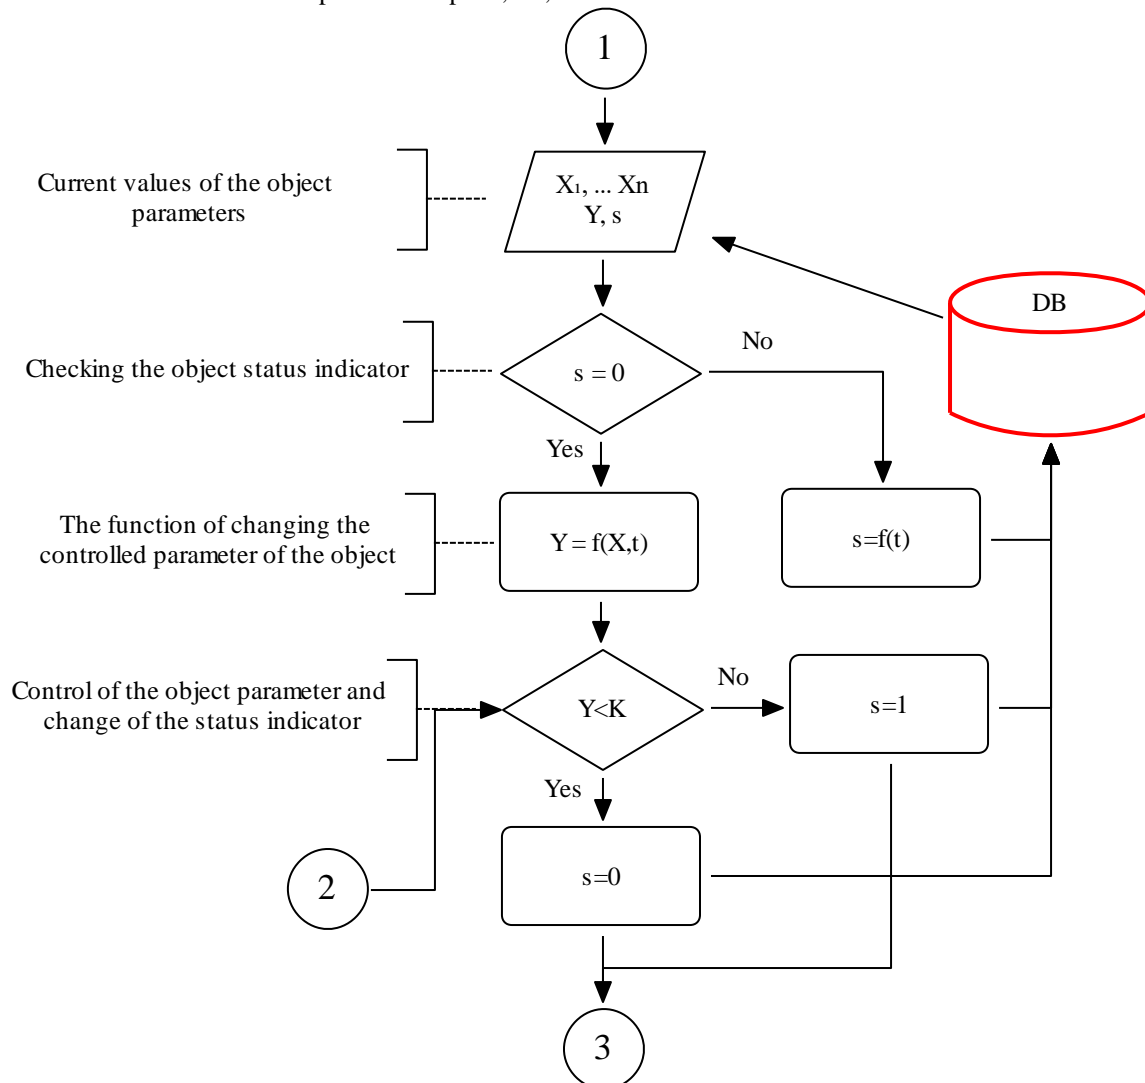 1
Current values of the object
parameters
X₁, ... Xn
Y, s
DB
No
Checking the object status indicator
s = 0
Yes
The function of changing the
controlled parameter of the object
Y = f(X,t)
s=f(t)
Control of the object parameter and
change of the status indicator
Y<K
No
s=1
Yes
s=0
2
3